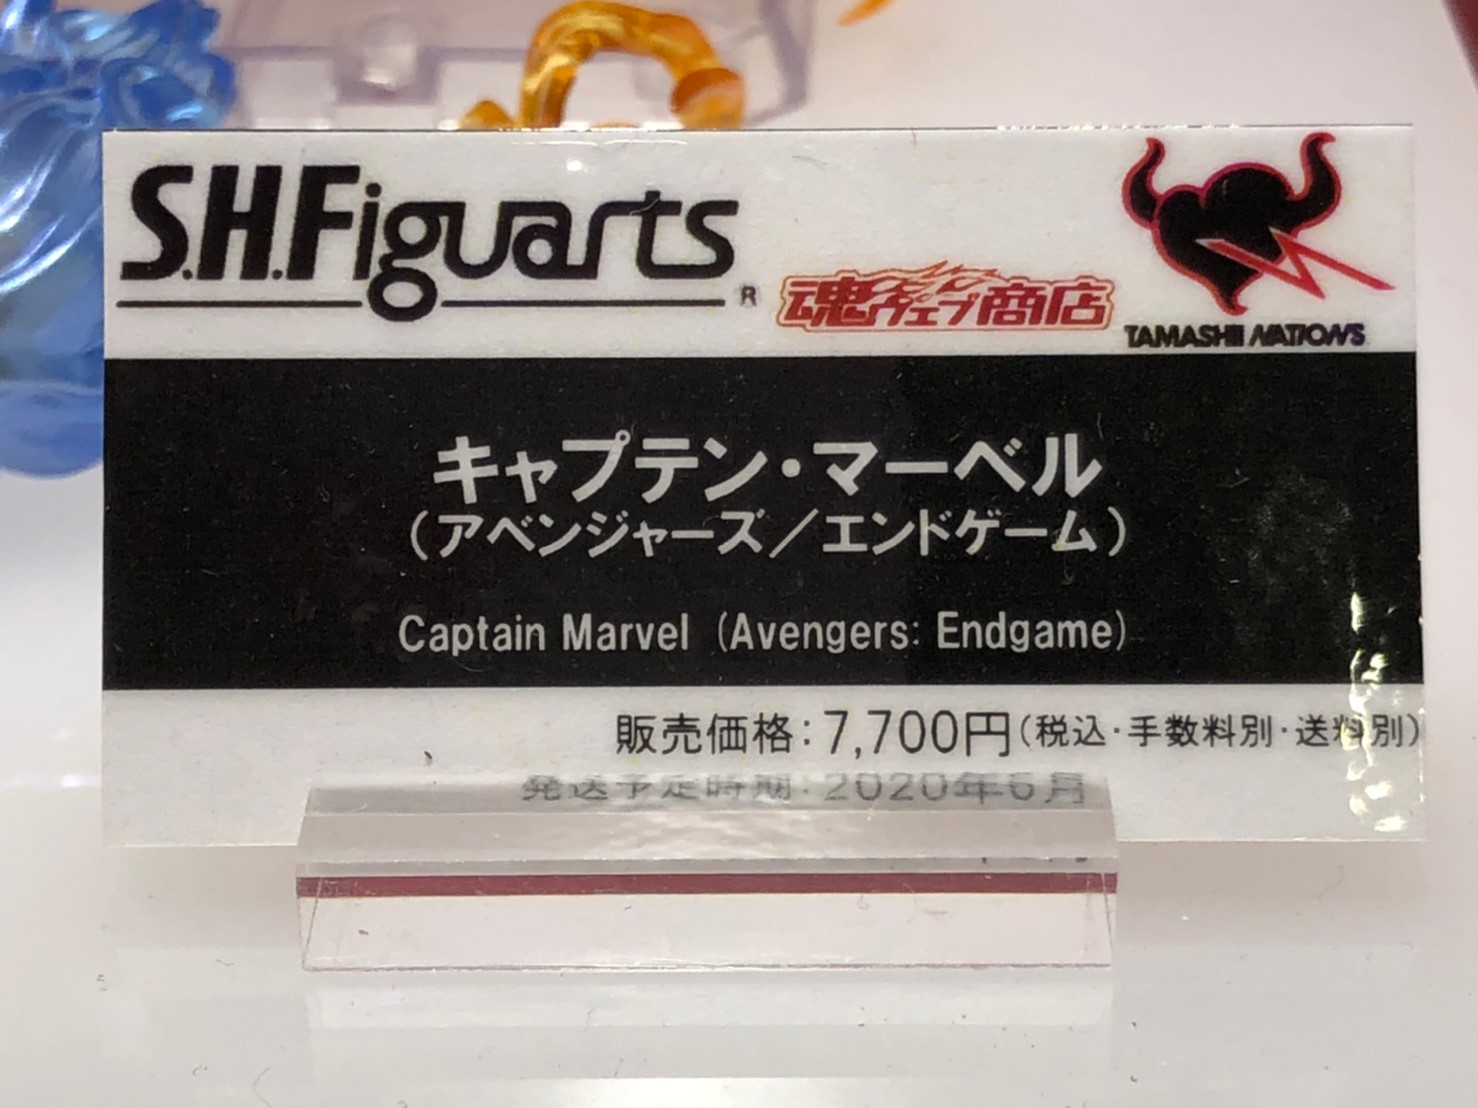 S.H.Figuarts®
魂ウェブ商店
TAMASHII NATIONS
キャプテン・マーベル
（アベンジャーズ／エンドゲーム）
Captain Marvel (Avengers: Endgame)
販売価格：7,700円（税込・手数料別・送料別）
発送予定時期：2020年6月